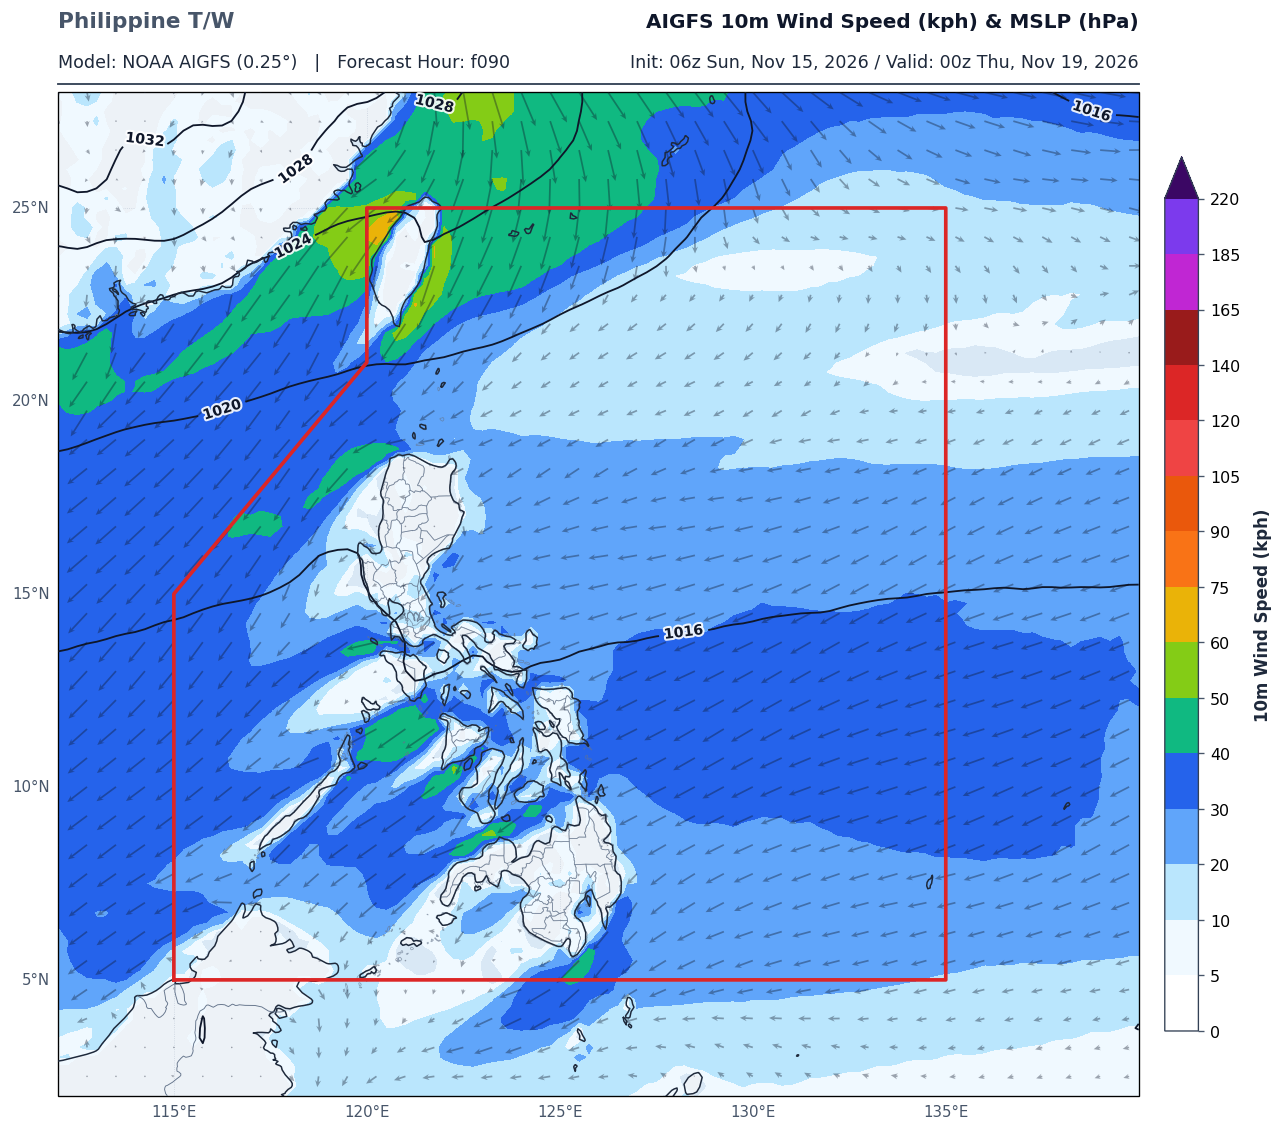 Philippine T/W
AIGFS 10m Wind Speed (kph) & MSLP (hPa)
Model: NOAA AIGFS (0.25°)   |   Forecast Hour: f090
Init: 06z Sun, Nov 15, 2026 / Valid: 00z Thu, Nov 19, 2026
1028
1016
1032
1028
1024
1020
1016
25°N
20°N
15°N
10°N
5°N
115°E
120°E
125°E
130°E
135°E
220
185
165
140
120
105
90
75
60
50
40
30
20
10
5
0
10m Wind Speed (kph)